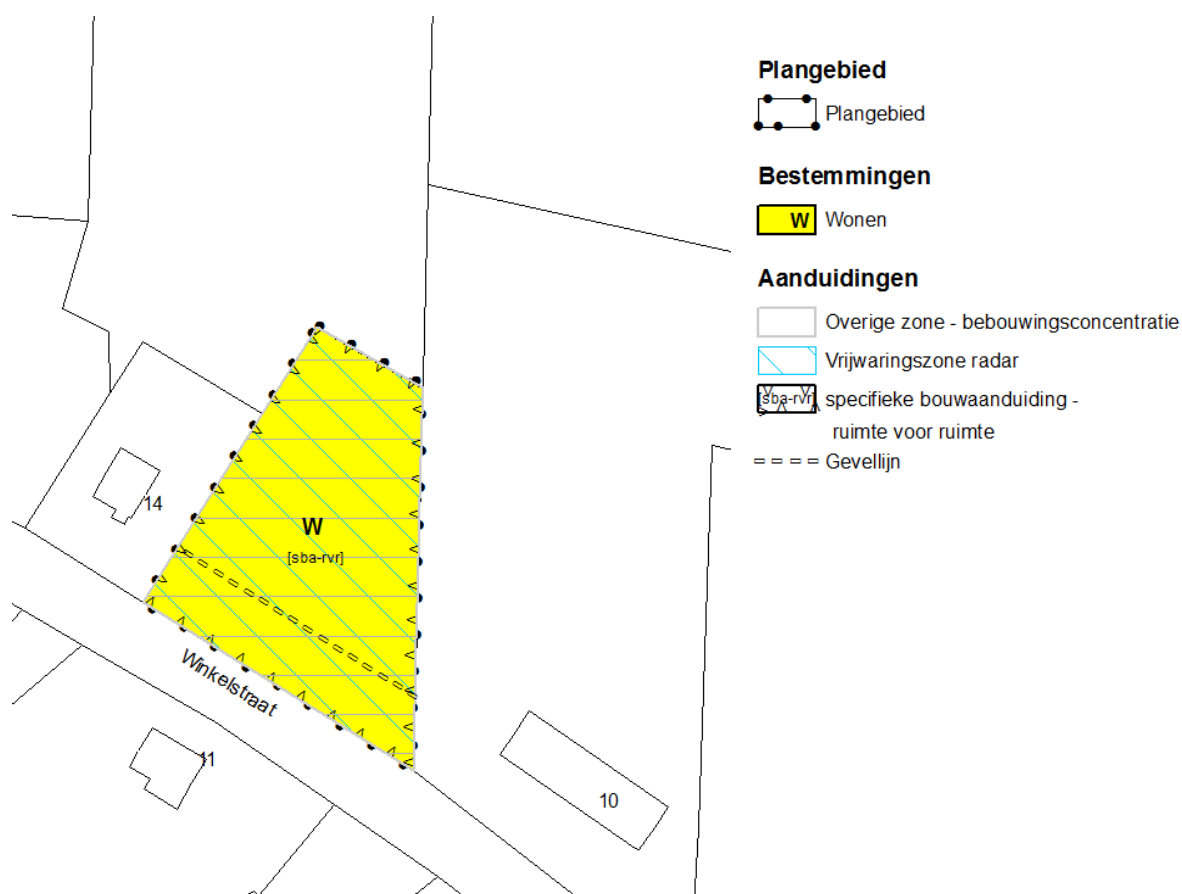 Plangebied
Plangebied
Bestemmingen
W Wonen
Aanduidingen
Overige zone - bebouwingsconcentratie
Vrijwaringszone radar
[sba-rvr] specifieke bouwaanduiding -
ruimte voor ruimte
Gevellijn
14
W
[sba-rvr]
Winkelstraat
11
10